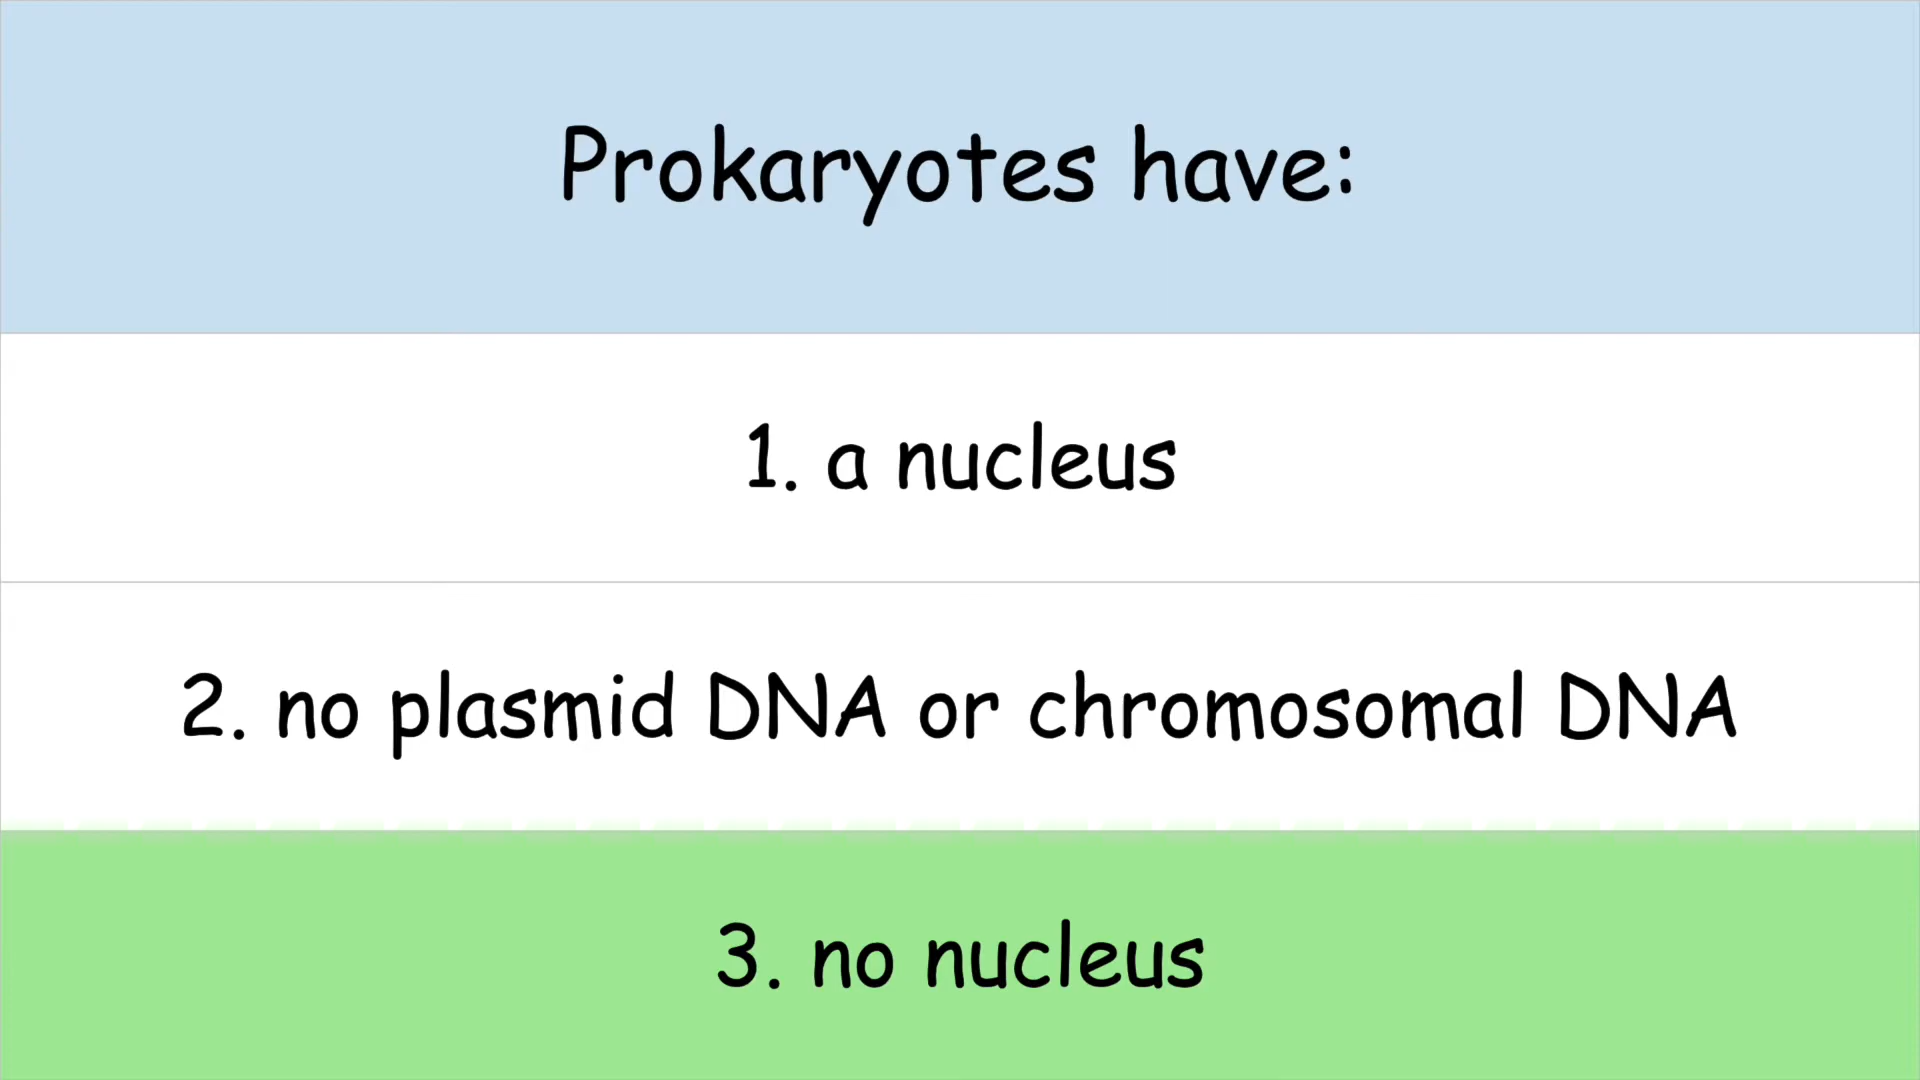 Prokaryotes have:
1. a nucleus
2. no plasmid DNA or chromosomal DNA
3. no nucleus